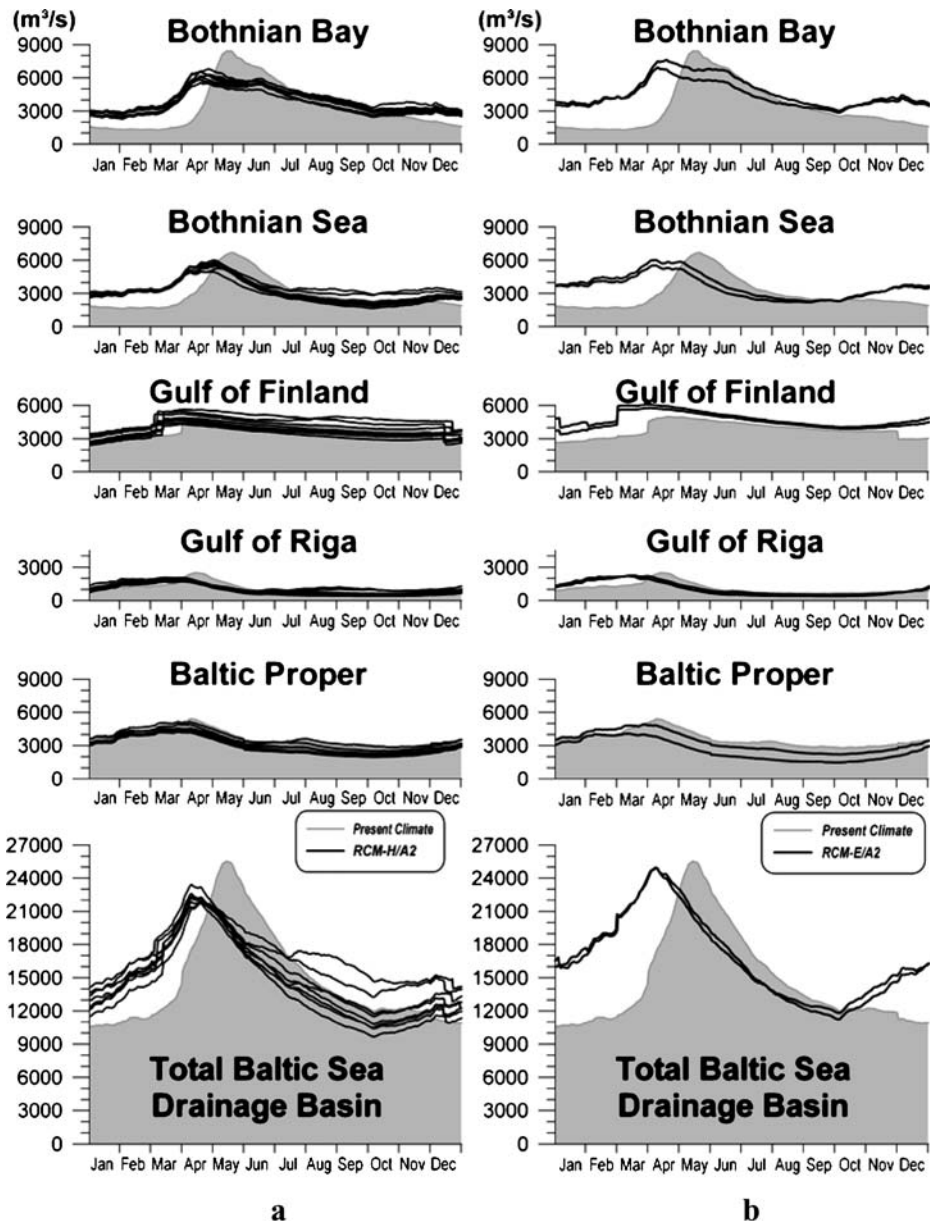 (m³/s)
Bothnian Bay
9000
6000
3000
0
Jan Feb Mar Apr May Jun Jul Aug Sep Oct Nov Dec
Bothnian Sea
9000
6000
3000
0
Jan Feb Mar Apr May Jun Jul Aug Sep Oct Nov Dec
Gulf of Finland
6000
3000
0
Jan Feb Mar Apr May Jun Jul Aug Sep Oct Nov Dec
Gulf of Riga
3000
0
Jan Feb Mar Apr May Jun Jul Aug Sep Oct Nov Dec
Baltic Proper
9000
6000
3000
0
Jan Feb Mar Apr May Jun Jul Aug Sep Oct Nov Dec
Present Climate
RCM-H/A2
27000
24000
21000
18000
15000
12000
9000
6000
3000
0
Total Baltic Sea
Drainage Basin
Jan Feb Mar Apr May Jun Jul Aug Sep Oct Nov Dec
a
(m³/s)
Bothnian Bay
9000
6000
3000
0
Jan Feb Mar Apr May Jun Jul Aug Sep Oct Nov Dec
Bothnian Sea
9000
6000
3000
0
Jan Feb Mar Apr May Jun Jul Aug Sep Oct Nov Dec
Gulf of Finland
6000
3000
0
Jan Feb Mar Apr May Jun Jul Aug Sep Oct Nov Dec
Gulf of Riga
3000
0
Jan Feb Mar Apr May Jun Jul Aug Sep Oct Nov Dec
Baltic Proper
9000
6000
3000
0
Jan Feb Mar Apr May Jun Jul Aug Sep Oct Nov Dec
Present Climate
RCM-E/A2
27000
24000
21000
18000
15000
12000
9000
6000
3000
0
Total Baltic Sea
Drainage Basin
Jan Feb Mar Apr May Jun Jul Aug Sep Oct Nov Dec
b